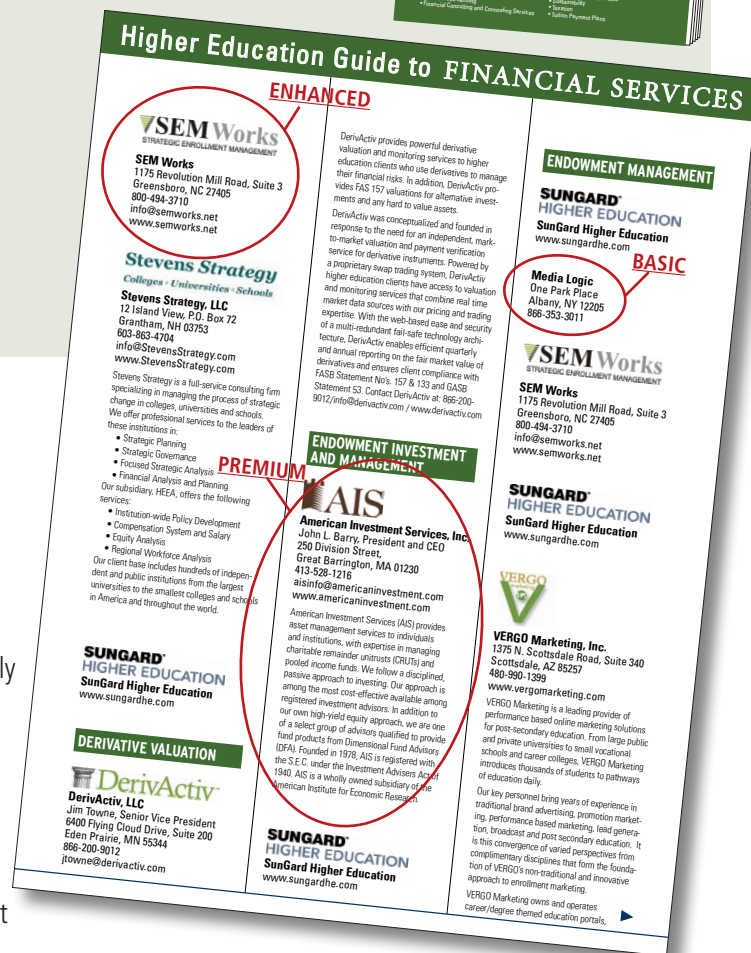 • Financial Consulting and Counseling Services
• Sustainability
• Taxation
• Tuition Payment Plans
Higher Education Guide to FINANCIAL SERVICES
ENHANCED
SEM Works
STRATEGIC ENROLLMENT MANAGEMENT
SEM Works
1175 Revolution Mill Road, Suite 3
Greensboro, NC 27405
800-494-3710
info@semworks.net
www.semworks.net
Stevens Strategy
Colleges • Universities • Schools
Stevens Strategy, LLC
12 Island View, P.O. Box 72
Grantham, NH 03753
603-863-4704
info@StevensStrategy.com
www.StevensStrategy.com
Stevens Strategy is a full-service consulting firm
specializing in managing the process of strategic
change in colleges, universities and schools.
We offer professional services to the leaders of
these institutions in:
• Strategic Planning
• Strategic Governance
• Focused Strategic Analysis
• Financial Analysis and Planning
Our subsidiary, HEEA, offers the following
services:
• Institution-wide Policy Development
• Compensation System and Salary
• Equity Analysis
• Regional Workforce Analysis
Our client base includes hundreds of indepen-
dent and public institutions from the largest
universities to the smallest colleges and schools
in America and throughout the world.
SUNGARD®
HIGHER EDUCATION
SunGard Higher Education
www.sungardhe.com
DERIVATIVE VALUATION
DerivActiv
DerivActiv, LLC
Jim Towne, Senior Vice President
6400 Flying Cloud Drive, Suite 200
Eden Prairie, MN 55344
866-200-9012
jtowne@derivactiv.com
DerivActiv provides powerful derivative
valuation and monitoring services to higher
education clients who use derivatives to manage
their financial risks. In addition, DerivActiv pro-
vides FAS 157 valuations for alternative invest-
ments and any hard to value assets.
DerivActiv was conceptualized and founded in
response to the need for an independent, mark-
to-market valuation and payment verification
service for derivative instruments. Powered by
a proprietary swap trading system, DerivActiv
higher education clients have access to valuation
and monitoring services that combine real time
market data sources with our pricing and trading
expertise. With the web-based ease and security
of a multi-redundant fail-safe technology archi-
tecture, DerivActiv enables efficient quarterly
and annual reporting on the fair market value of
derivatives and ensures client compliance with
FASB Statement No's. 157 & 133 and GASB
Statement 53. Contact DerivActiv at: 866-200-
9012/info@derivactiv.com / www.derivactiv.com
ENDOWMENT INVESTMENT
AND MANAGEMENT
PREMIUM
AIS
American Investment Services, Inc.
John L. Barry, President and CEO
250 Division Street,
Great Barrington, MA 01230
413-528-1216
aisinfo@americaninvestment.com
www.americaninvestment.com
American Investment Services (AIS) provides
asset management services to individuals
and institutions, with expertise in managing
charitable remainder unitrusts (CRUTs) and
pooled income funds. We follow a disciplined,
passive approach to investing. Our approach is
among the most cost-effective available among
registered investment advisors. In addition to
our own high-yield equity approach, we are one
of a select group of advisors qualified to provide
fund products from Dimensional Fund Advisors
(DFA). Founded in 1978, AIS is registered with
the S.E.C. under the Investment Advisers Act of
1940. AIS is a wholly owned subsidiary of the
American Institute for Economic Research.
SUNGARD®
HIGHER EDUCATION
SunGard Higher Education
www.sungardhe.com
ENDOWMENT MANAGEMENT
SUNGARD®
HIGHER EDUCATION
SunGard Higher Education
www.sungardhe.com
BASIC
Media Logic
One Park Place
Albany, NY 12205
866-353-3011
SEM Works
STRATEGIC ENROLLMENT MANAGEMENT
SEM Works
1175 Revolution Mill Road, Suite 3
Greensboro, NC 27405
800-494-3710
info@semworks.net
www.semworks.net
SUNGARD®
HIGHER EDUCATION
SunGard Higher Education
www.sungardhe.com
VERGO
VERGO Marketing, Inc.
1375 N. Scottsdale Road, Suite 340
Scottsdale, AZ 85257
480-990-1399
www.vergomarketing.com
VERGO Marketing is a leading provider of
performance based online marketing solutions
for post-secondary education. From large public
and private universities to small vocational
schools and career colleges, VERGO Marketing
introduces thousands of students to pathways
of education daily.
Our key personnel bring years of experience in
traditional brand advertising, promotion market-
ing, performance based marketing, lead genera-
tion, broadcast and post secondary education. It
is this convergence of varied perspectives from
complimentary disciplines that form the founda-
tion of VERGO's non-traditional and innovative
approach to enrollment marketing.
VERGO Marketing owns and operates
career/degree themed education portals,
ly
t